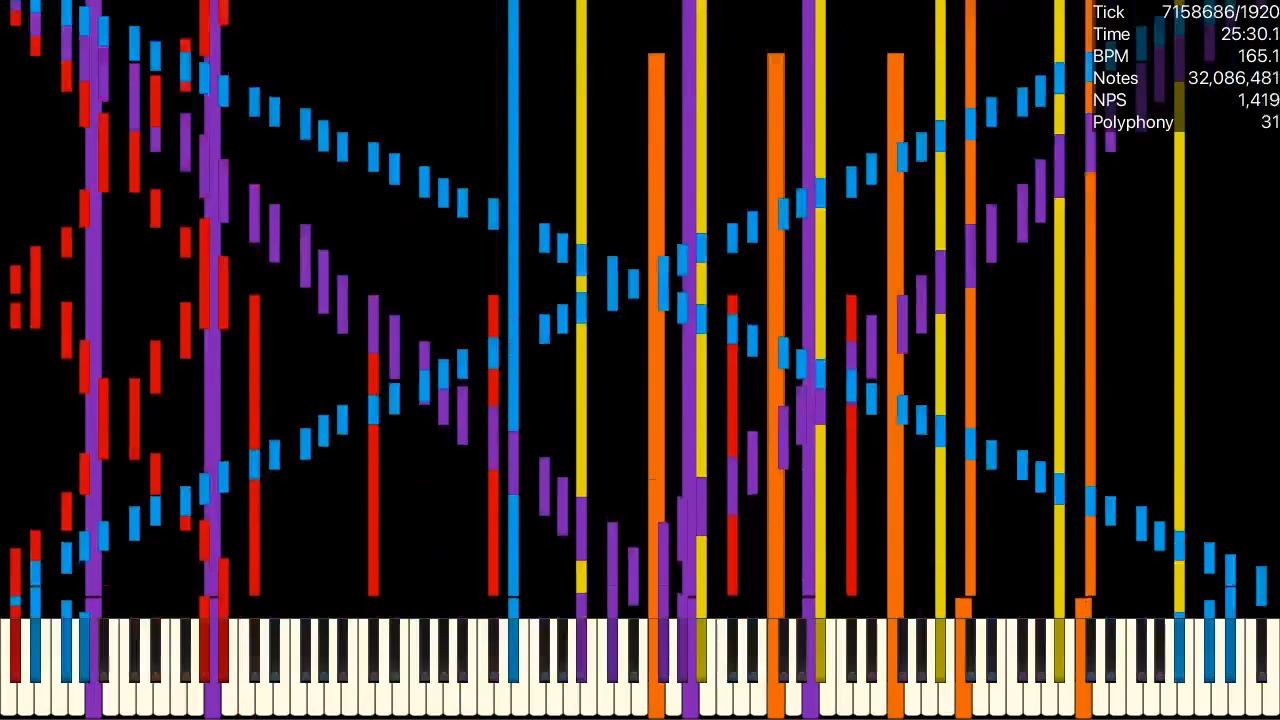 Tick 7158686/1920
Time 25:30.1
BPM 165.1
Notes 32,086,481
NPS 1,419
Polyphony 31